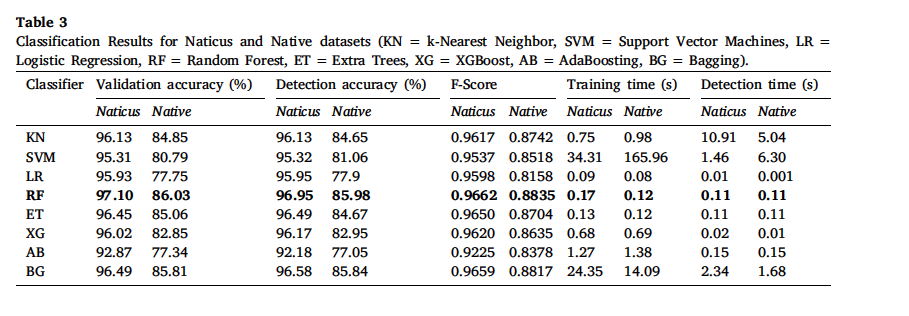 Table 3
Classification Results for Naticus and Native datasets (KN = k-Nearest Neighbor, SVM = Support Vector Machines, LR =
Logistic Regression, RF = Random Forest, ET = Extra Trees, XG = XGBoost, AB = AdaBoosting, BG = Bagging).
Classifier Validation accuracy (%) Detection accuracy (%) F-Score Training time (s) Detection time (s)
Naticus Native Naticus Native Naticus Native Naticus Native Naticus Native
KN 96.13 84.85 96.13 84.65 0.9617 0.8742 0.75 0.98 10.91 5.04
SVM 95.31 80.79 95.32 81.06 0.9537 0.8518 34.31 165.96 1.46 6.30
LR 95.93 77.75 95.95 77.9 0.9598 0.8158 0.09 0.08 0.01 0.001
RF 97.10 86.03 96.95 85.98 0.9662 0.8835 0.17 0.12 0.11 0.11
ET 96.45 85.06 96.49 84.67 0.9650 0.8704 0.13 0.12 0.11 0.11
XG 96.02 82.85 96.17 82.95 0.9620 0.8635 0.68 0.69 0.02 0.01
AB 92.87 77.34 92.18 77.05 0.9225 0.8378 1.27 1.38 0.15 0.15
BG 96.49 85.81 96.58 85.84 0.9659 0.8817 24.35 14.09 2.34 1.68